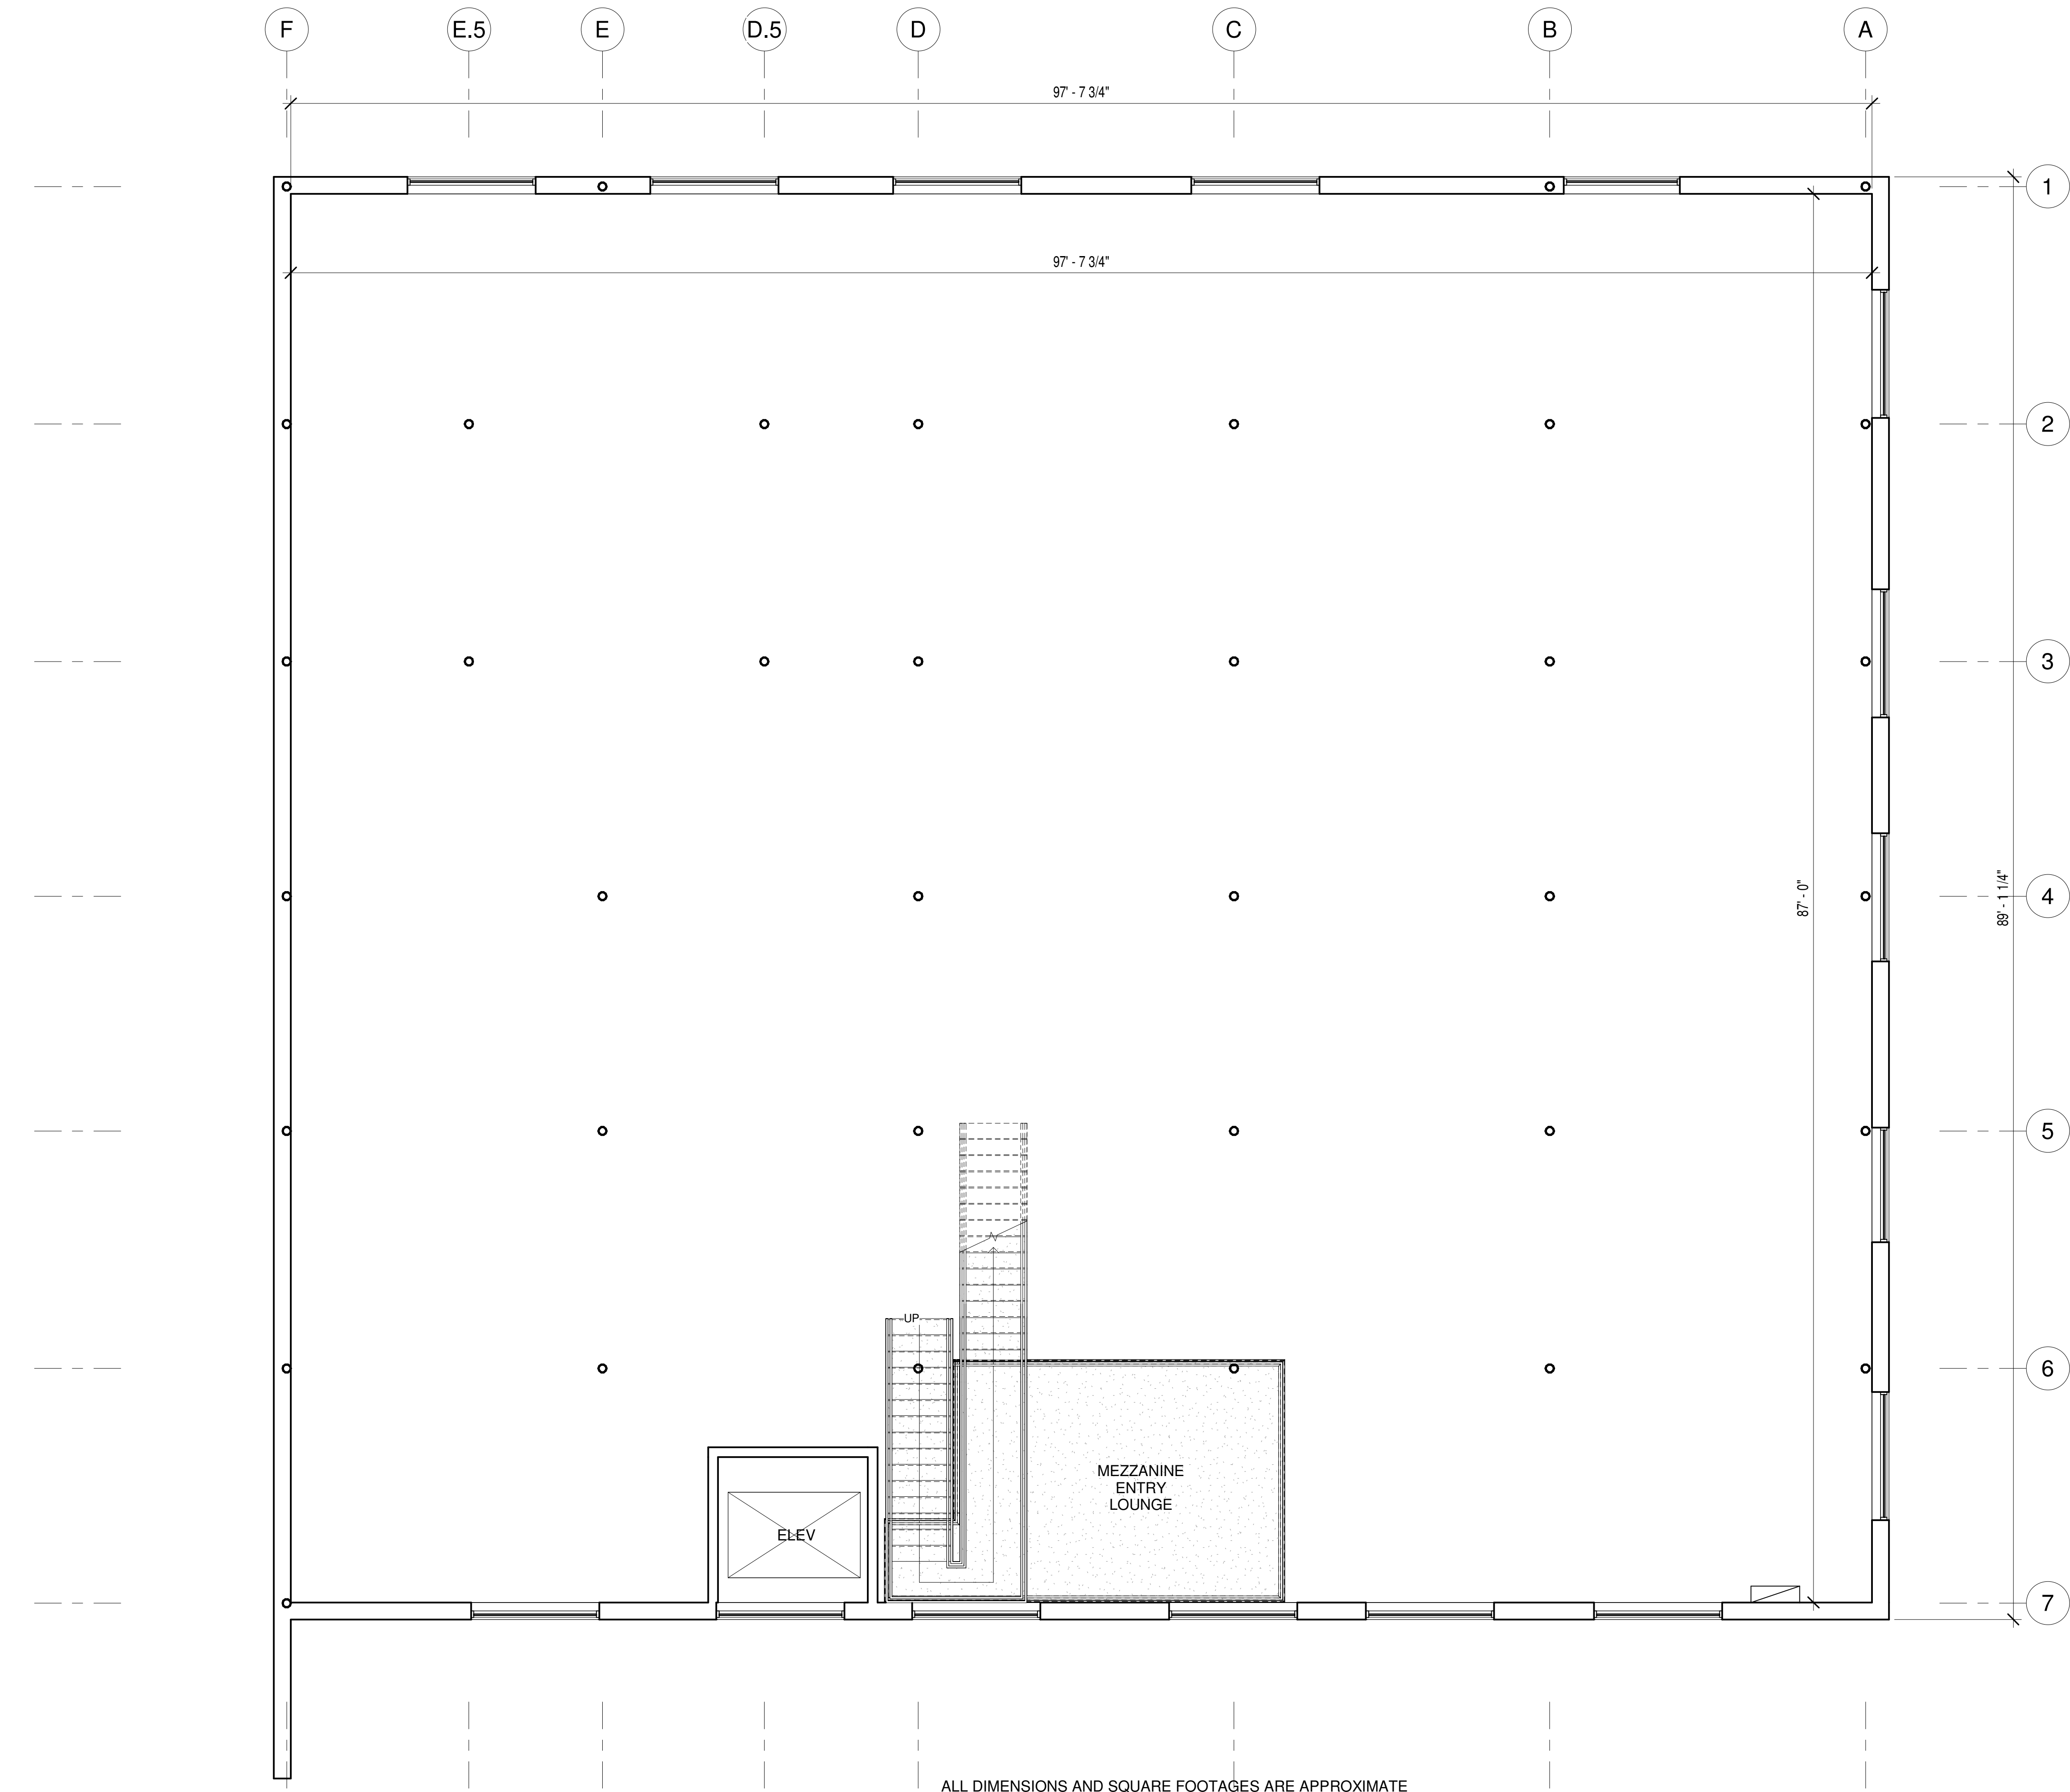 F
E.5
E
D.5
D
C
B
A
97' - 7 3/4"
1
97' - 7 3/4"
2
3
87' - 0"
89' - 1 1/4"
4
5
UP
6
MEZZANINE
ENTRY
LOUNGE
ELEV
7
ALL DIMENSIONS AND SQUARE FOOTAGES ARE APPROXIMATE